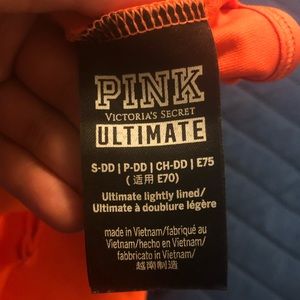 PINK
VICTORIA'S SECRET
ULTIMATE
S-DD | P-DD | CH-DD | E75
(适用 E70)
Ultimate lightly lined/
Ultimate à doublure légère
made in Vietnam/fabriqué au
Vietnam/hecho en Vietnam/
fabbricato in Vietnam/
越南制造